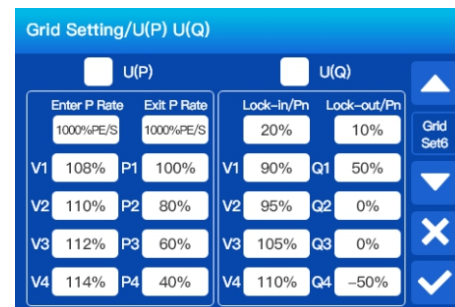 Grid Setting/U(P) U(Q)
U(P)
Enter P Rate Exit P Rate
1000%PE/S 1000%PE/S
V1 108% P1 100%
V2 110% P2 80%
V3 112% P3 60%
V4 114% P4 40%
U(Q)
Lock-in/Pn Lock-out/Pn
20% 10%
V1 90% Q1 50%
V2 95% Q2 0%
V3 105% Q3 0%
V4 110% Q4 -50%
Grid
Set6